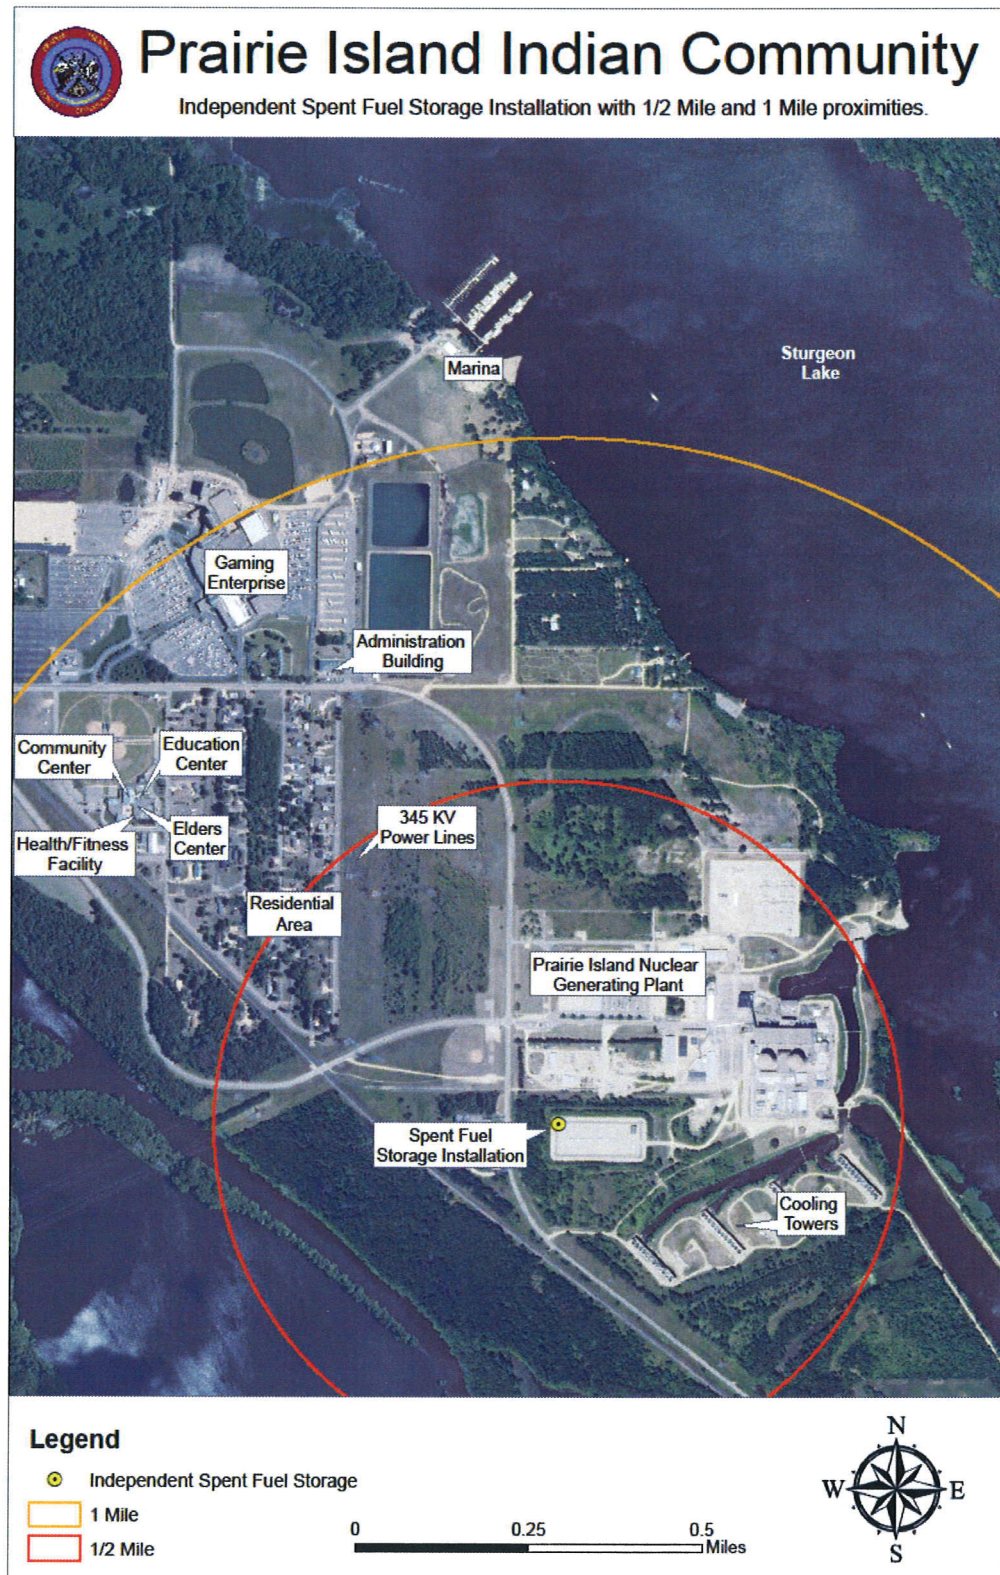 Prairie Island Indian Community
Independent Spent Fuel Storage Installation with 1/2 Mile and 1 Mile proximities.
Marina
Sturgeon
Lake
Gaming
Enterprise
Administration
Building
Community
Center
Education
Center
Health/Fitness
Facility
Elders
Center
345 KV
Power Lines
Residential
Area
Prairie Island Nuclear
Generating Plant
Spent Fuel
Storage Installation
Cooling
Towers
Legend
Independent Spent Fuel Storage
1 Mile
1/2 Mile
0
0.25
0.5
Miles
N
W
E
S